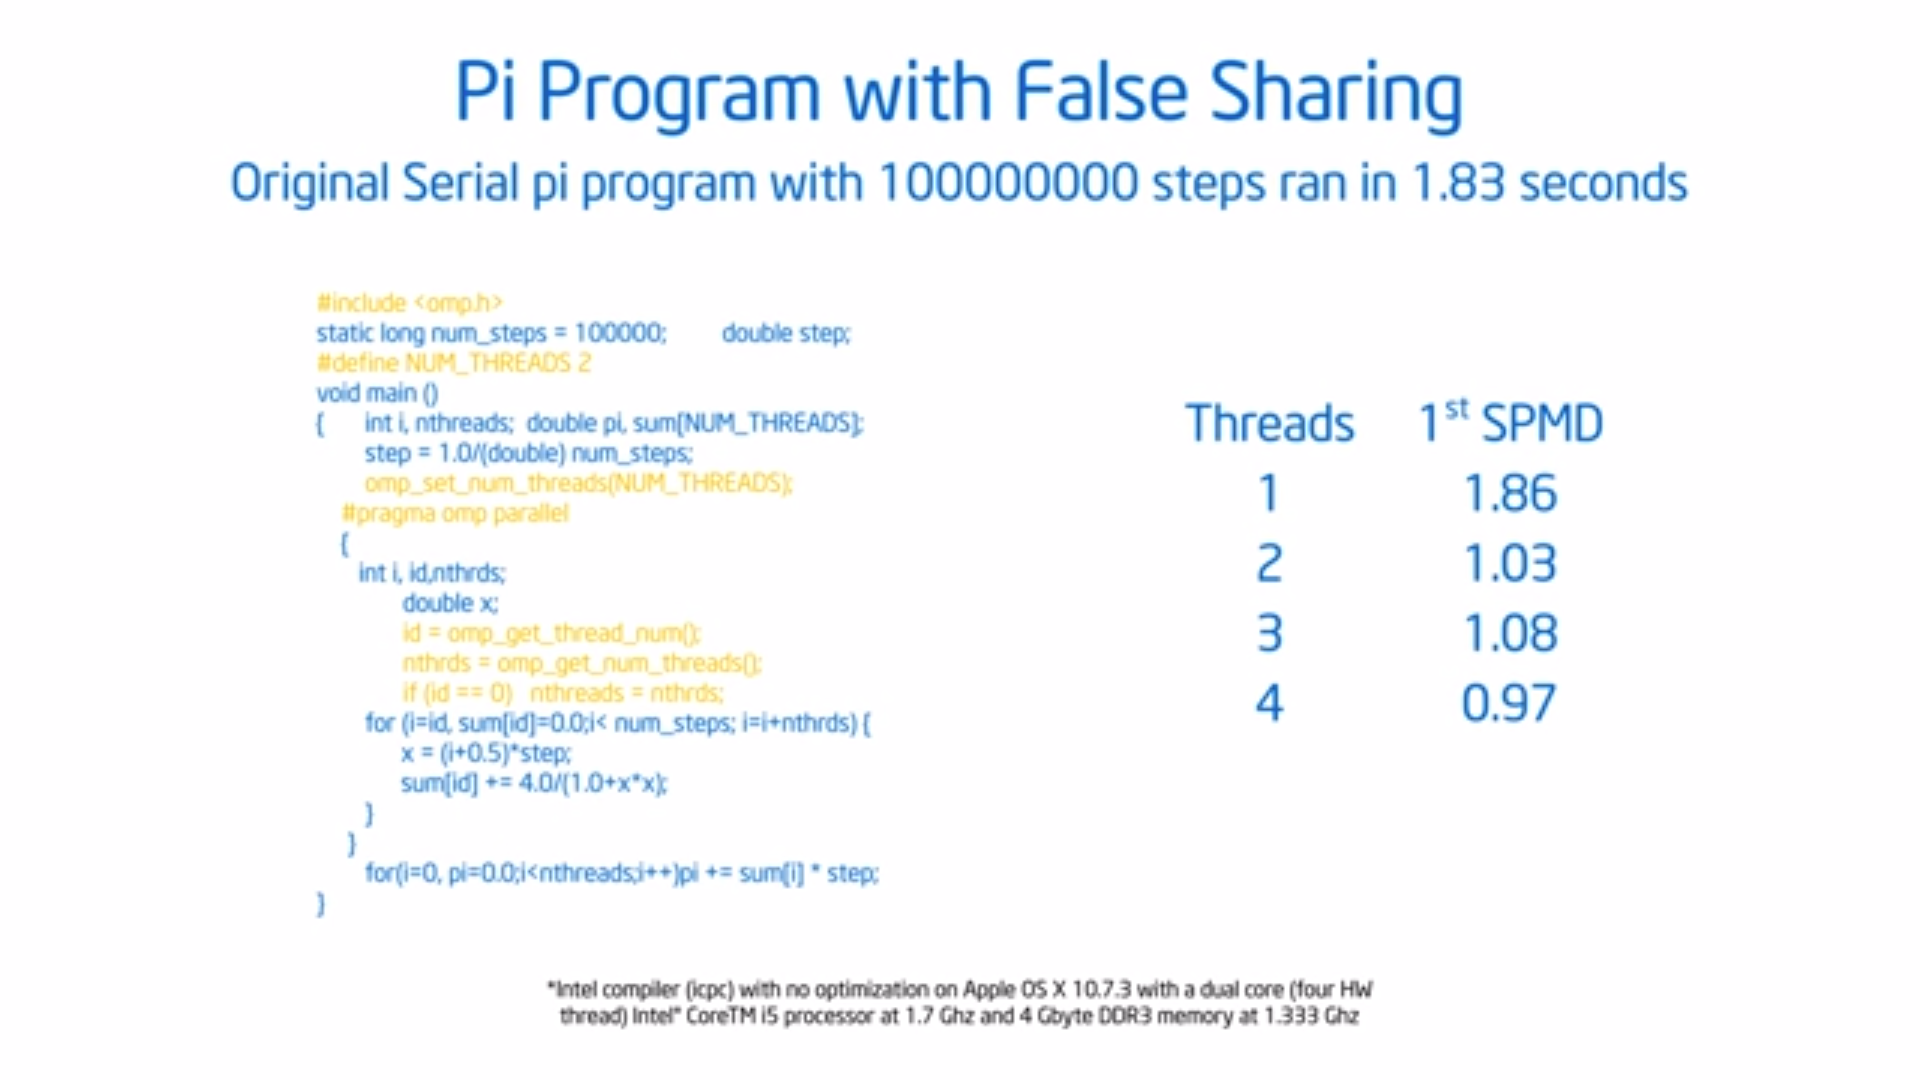 Pi Program with False Sharing
Original Serial pi program with 100000000 steps ran in 1.83 seconds
#include <omp.h>
static long num_steps = 100000; double step;
#define NUM_THREADS 2
void main ()
{ int i, nthreads; double pi, sum[NUM_THREADS];
step = 1.0/(double) num_steps;
omp_set_num_threads(NUM_THREADS);
#pragma omp parallel
{
int i, id,nthrds;
double x;
id = omp_get_thread_num();
nthrds = omp_get_num_threads();
if (id == 0) nthreads = nthrds;
for (i=id, sum[id]=0.0;i< num_steps; i=i+nthrds) {
x = (i+0.5)*step;
sum[id] += 4.0/(1.0+x*x);
}
}
for(i=0, pi=0.0;i<nthreads;i++)pi += sum[i] * step;
}
Threads 1st SPMD
1 1.86
2 1.03
3 1.08
4 0.97
*Intel compiler (icpc) with no optimization on Apple OS X 10.7.3 with a dual core (four HW
thread) Intel® CoreTM i5 processor at 1.7 Ghz and 4 Gbyte DDR3 memory at 1.333 Ghz